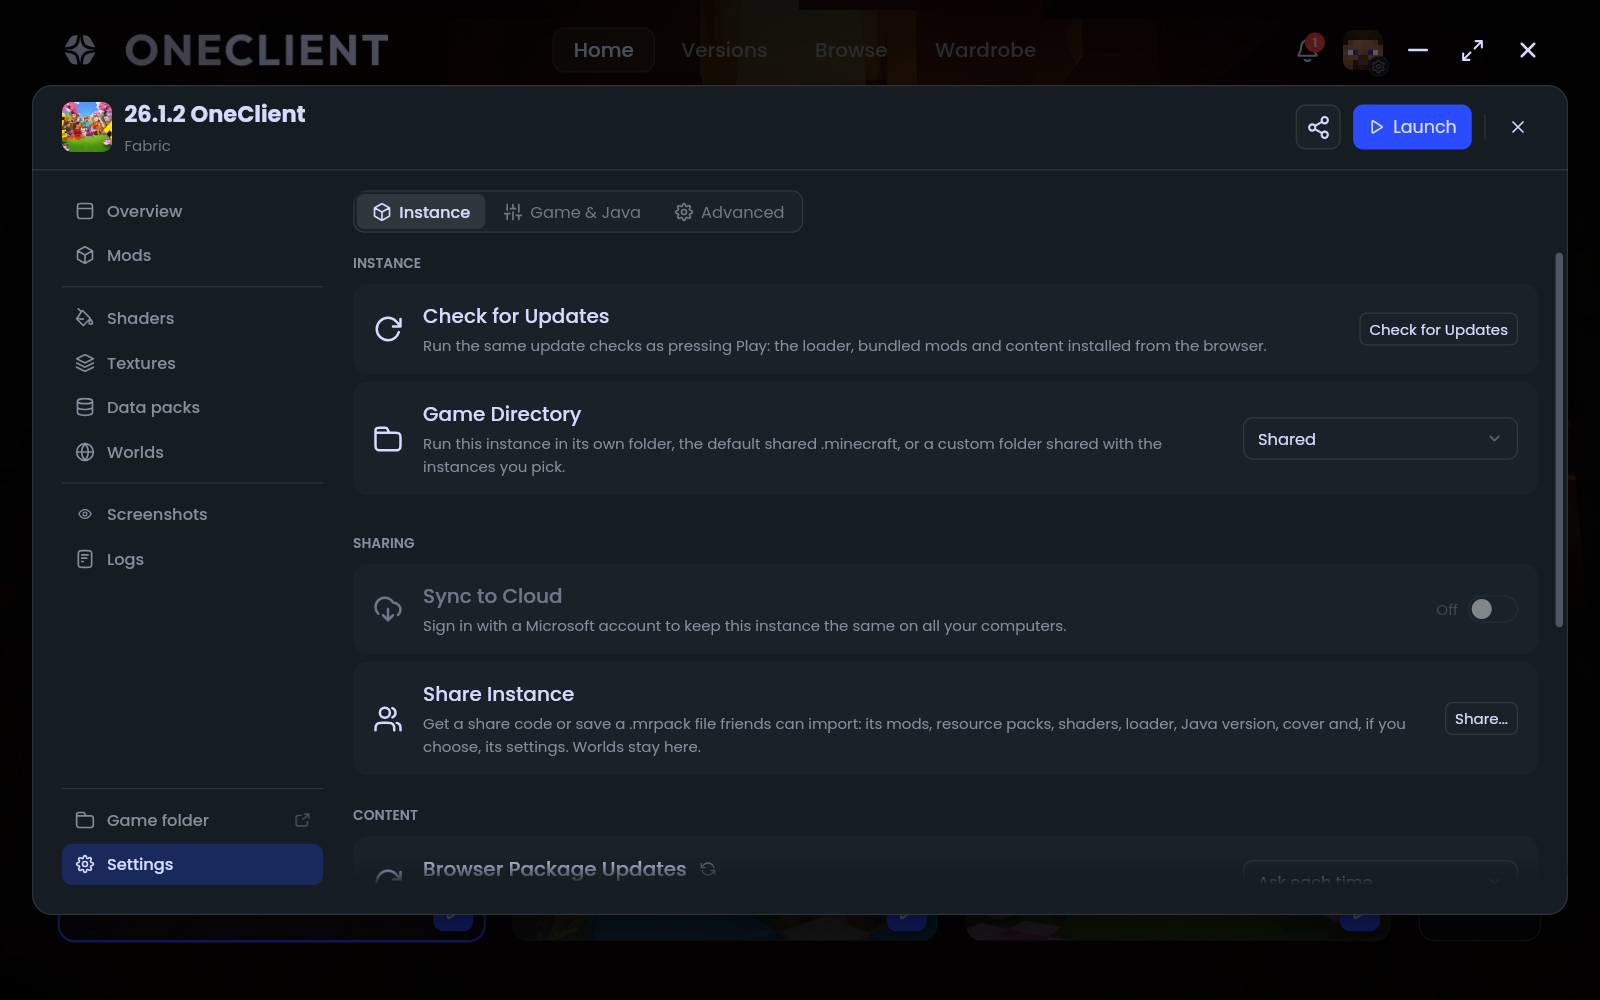 ONECLIENT
Home
Versions
Browse
Wardrobe
1
26.1.2 OneClient
Fabric
Launch
Overview
Mods
Shaders
Textures
Data packs
Worlds
Screenshots
Logs
Game folder
Settings
Instance
Game & Java
Advanced
INSTANCE
Check for Updates
Run the same update checks as pressing Play: the loader, bundled mods and content installed from the browser.
Check for Updates
Game Directory
Run this instance in its own folder, the default shared .minecraft, or a custom folder shared with the
instances you pick.
Shared
SHARING
Sync to Cloud
Sign in with a Microsoft account to keep this instance the same on all your computers.
Off
Share Instance
Get a share code or save a .mrpack file friends can import: its mods, resource packs, shaders, loader, Java version, cover and, if you
choose, its settings. Worlds stay here.
Share...
CONTENT
Browser Package Updates
Ask each time